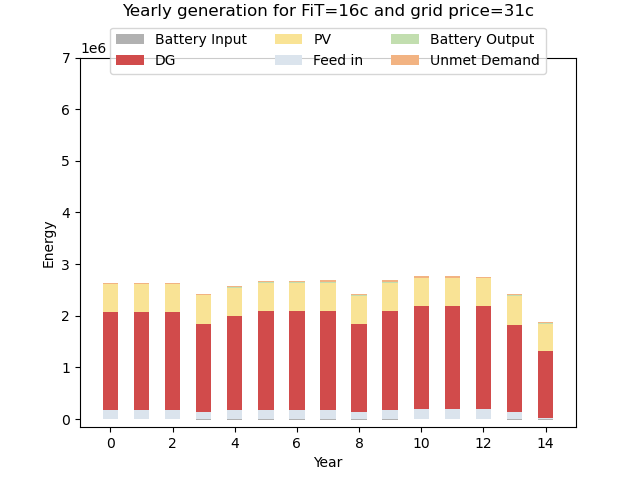 Yearly generation for FiT=16c and grid price=31c
Battery Input PV Battery Output
DG Feed in Unmet Demand
1e6
7
6
5
4
3
2
1
0
Energy
0 2 4 6 8 10 12 14
Year